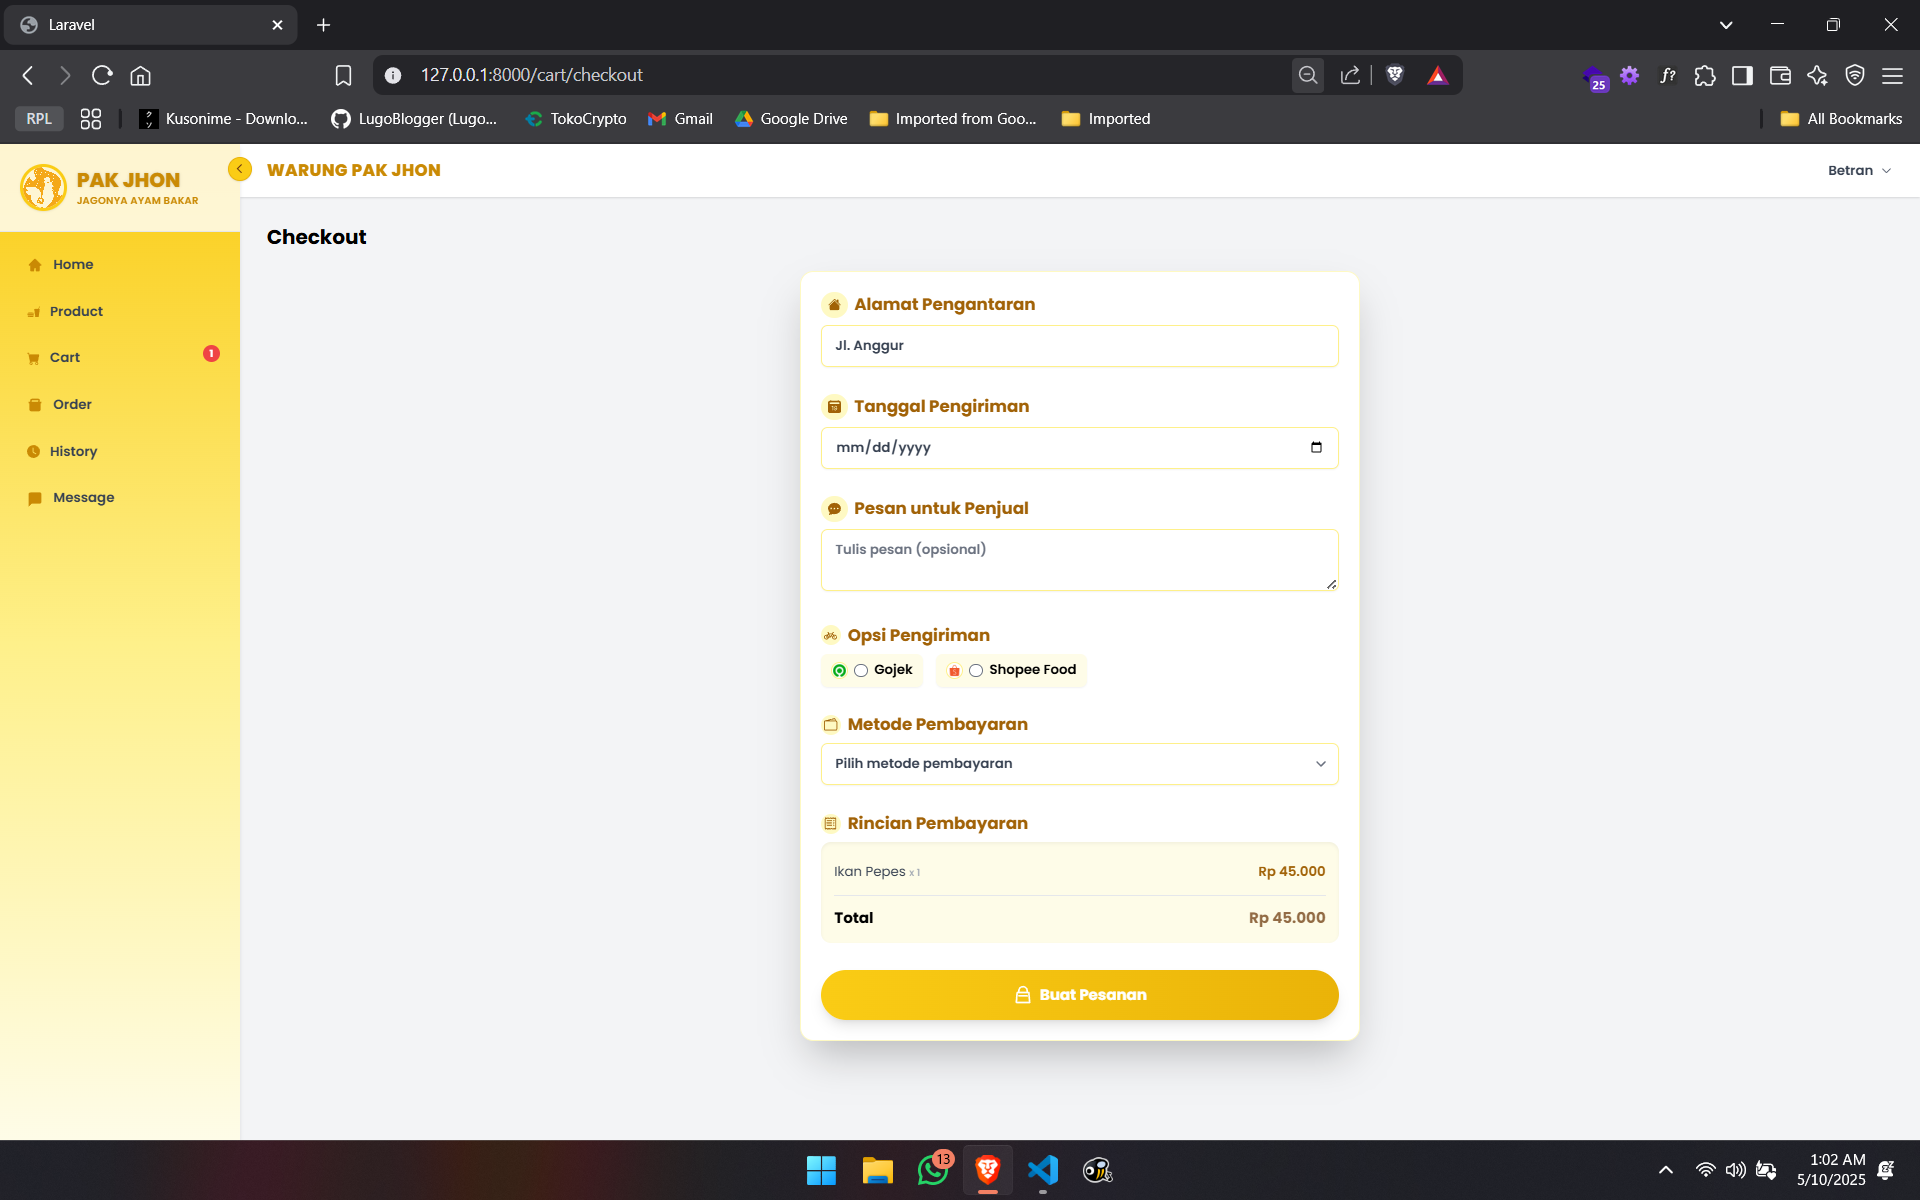 Laravel
127.0.0.1:8000/cart/checkout
25
f?
RPL
Kusonime - Downlo...
LugoBlogger (Lugo...
TokoCrypto
Gmail
Google Drive
Imported from Goo...
Imported
All Bookmarks
PAK JHON
JAGONYA AYAM BAKAR
WARUNG PAK JHON
Betran
Home
Product
Cart
1
Order
History
Message
Checkout
Alamat Pengantaran
Jl. Anggur
Tanggal Pengiriman
mm/dd/yyyy
Pesan untuk Penjual
Tulis pesan (opsional)
Opsi Pengiriman
Gojek
Shopee Food
Metode Pembayaran
Pilih metode pembayaran
Rincian Pembayaran
Ikan Pepes x 1
Rp 45.000
Total
Rp 45.000
Buat Pesanan
13
1:02 AM
5/10/2025